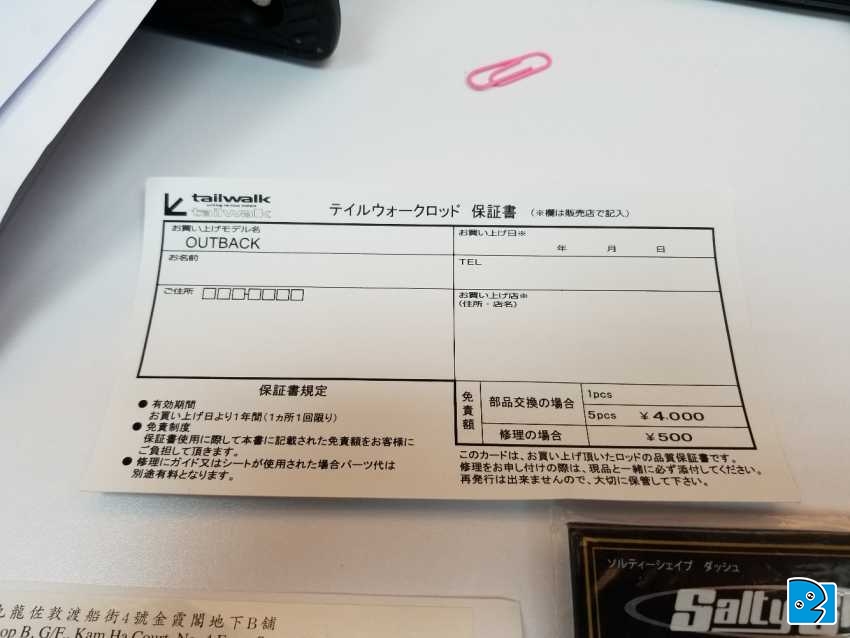 tailwalk
tailwalk
テイルウォークロッド 保証書 (※欄は販売店で記入)
お買い上げモデル名
OUTBACK
お買い上げ日※
年 月 日
お名前
TEL
ご住所
お買い上げ店※
(住所・店名)
保証書規定
● 有効期間
お買い上げ日より1年間(1ヵ所1回限り)
● 免責制度
保証書使用に際して本書に記載された免責額をお客様に
ご負担して頂きます。
● 修理にガイド又はシートが使用された場合パーツ代は
別途有料となります。
免責額
部品交換の場合
1pcs
5pcs ¥4.000
修理の場合
¥500
このカードは、お買い上げ頂いたロッドの品質保証書です。
修理をお申し付けの際は、現品と一緒に必ず添付してください。
再発行は出来ませんので、大切に保管して下さい。
ソルティーシェイプ ダッシュ
Salty
九龍佐敦渡船街4號金霞閣地下B舖
op B, G/F, Kam Ha Court, No. 4